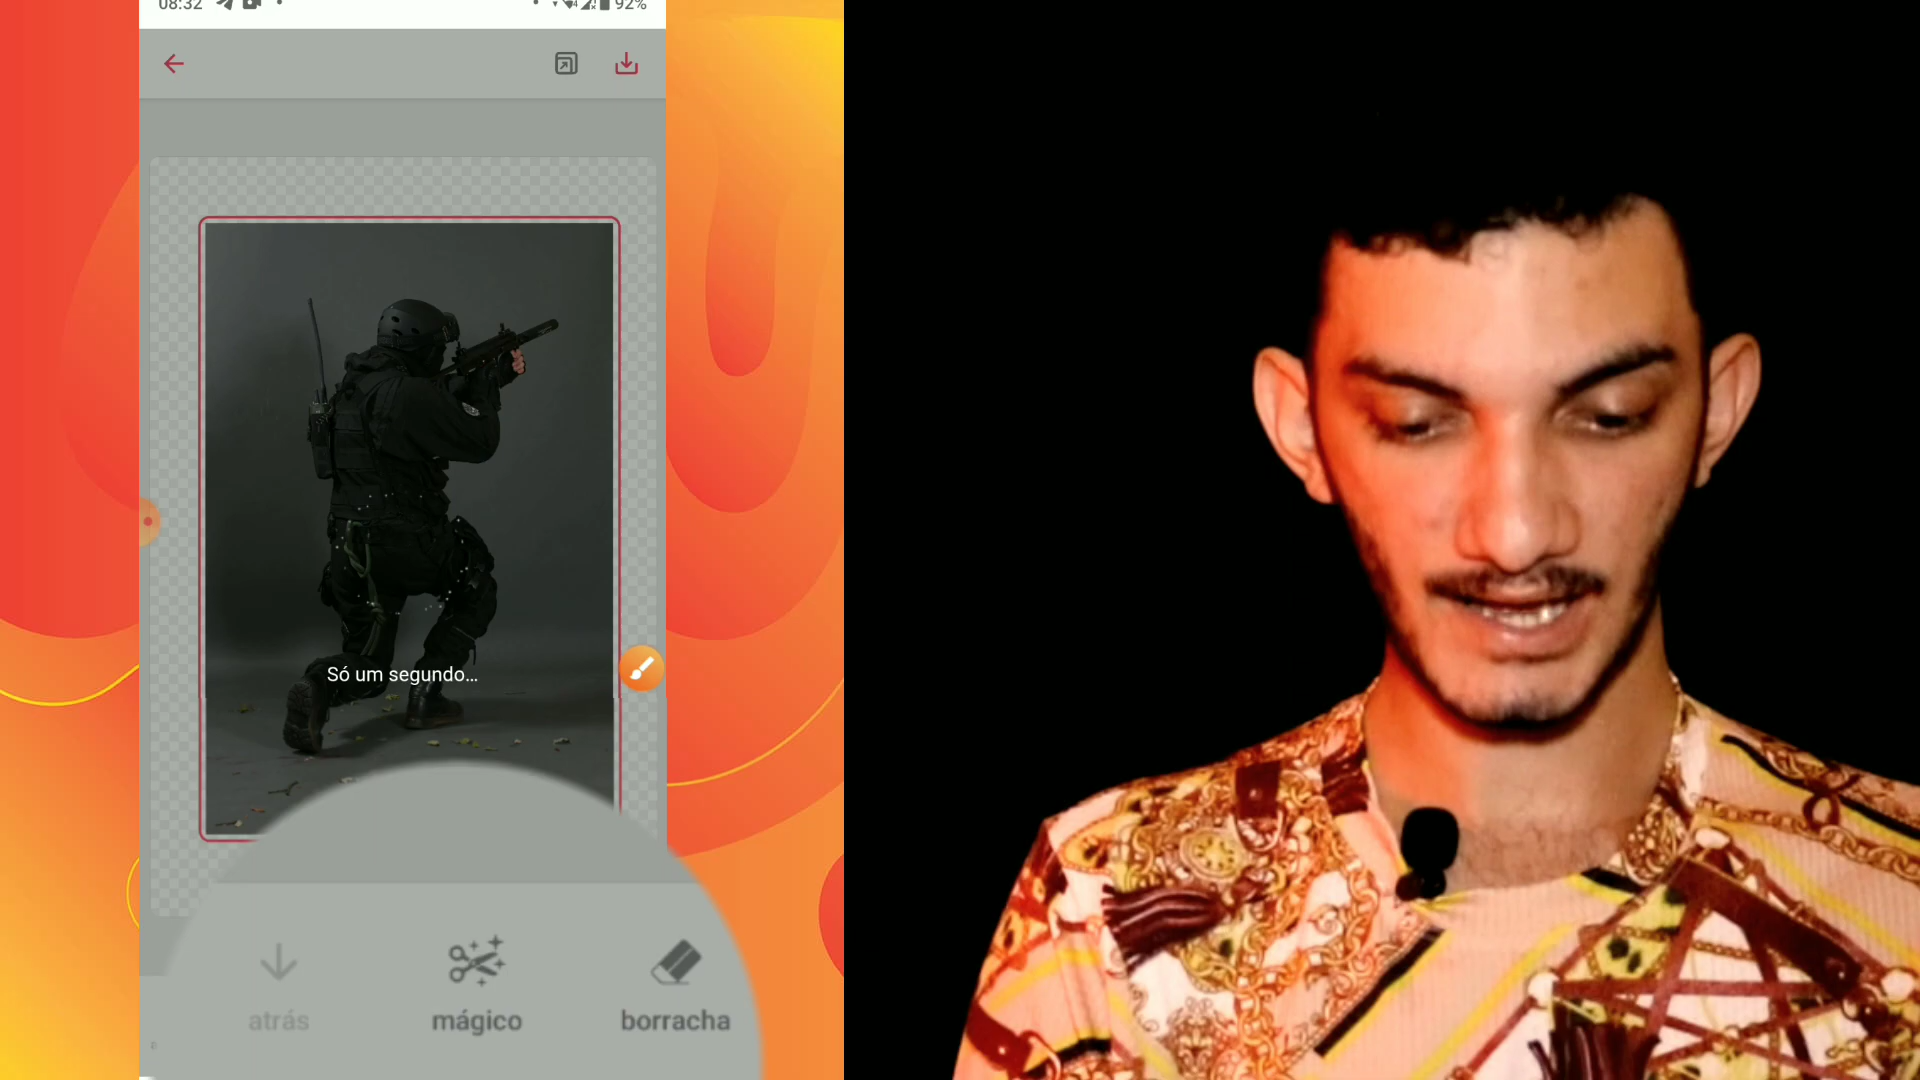 08:32
92%
Só um segundo...
atrás
mágico
borracha